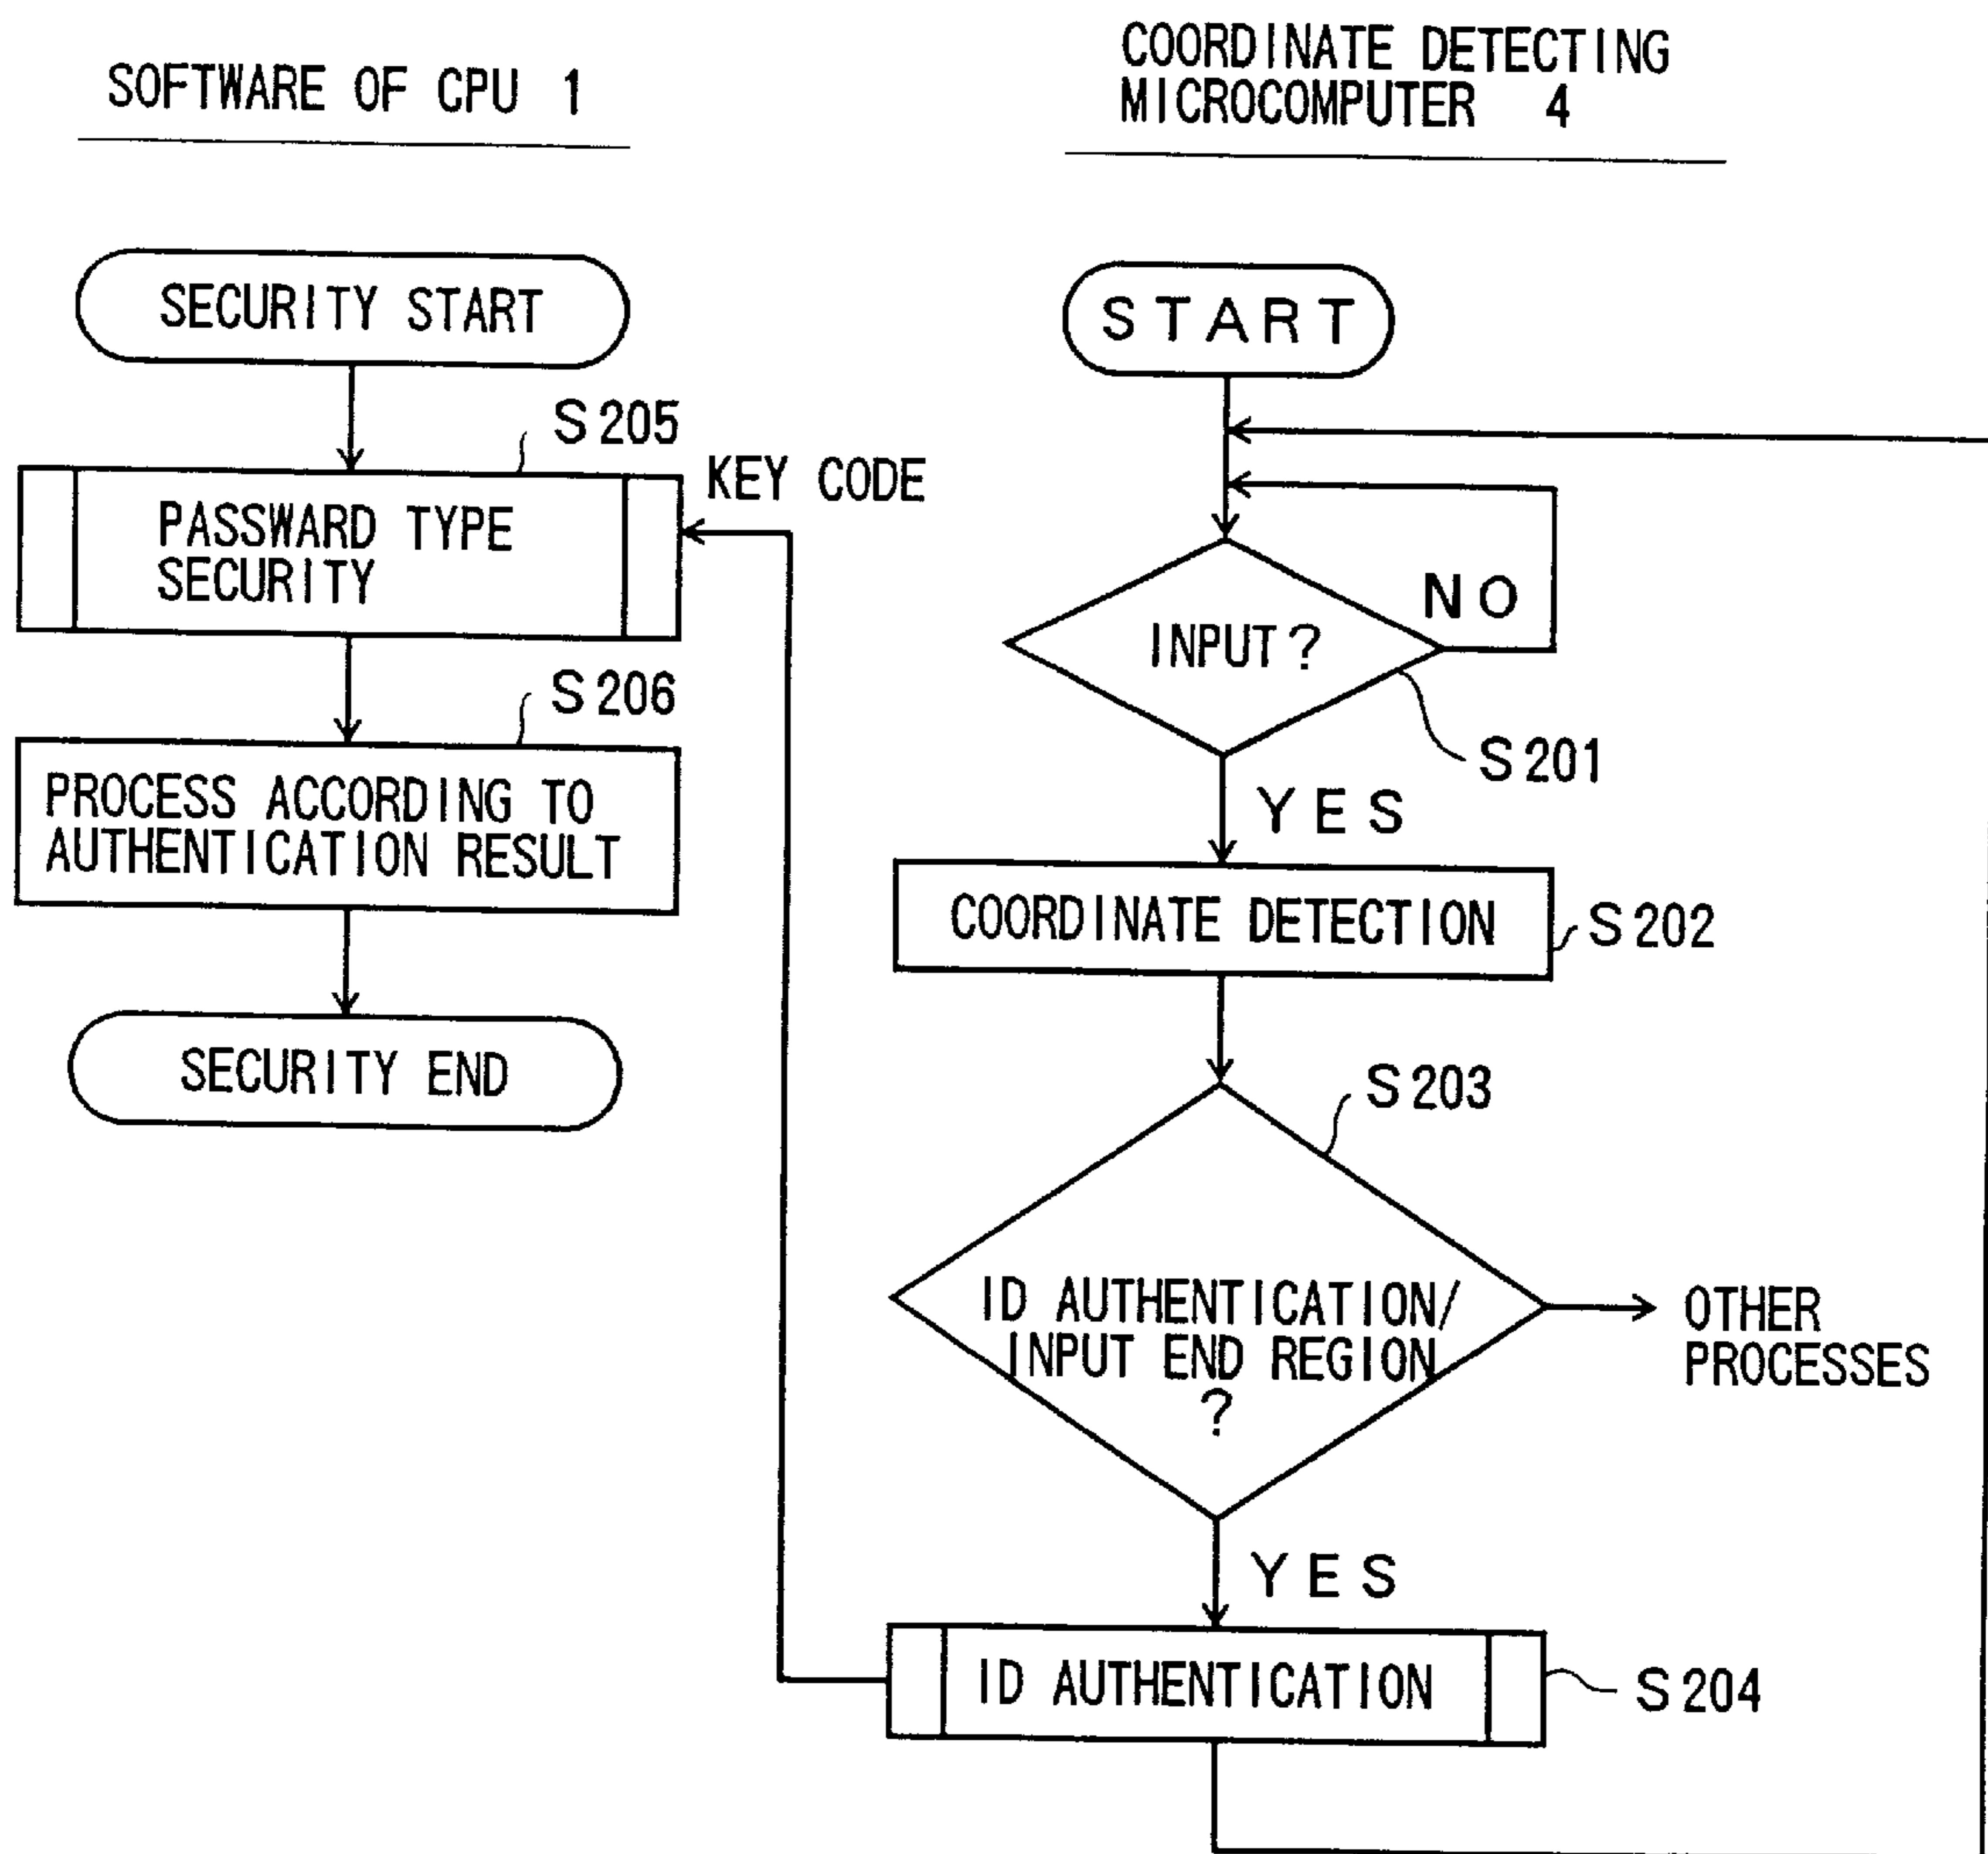 SOFTWARE OF CPU 1
SECURITY START
S205
KEY CODE
PASSWARD TYPE
SECURITY
S206
PROCESS ACCORDING TO
AUTHENTICATION RESULT
SECURITY END
COORDINATE DETECTING
MICROCOMPUTER 4
START
NO
INPUT?
S201
YES
COORDINATE DETECTION
S202
S203
ID AUTHENTICATION/
INPUT END REGION
?
OTHER
PROCESSES
YES
ID AUTHENTICATION
S204